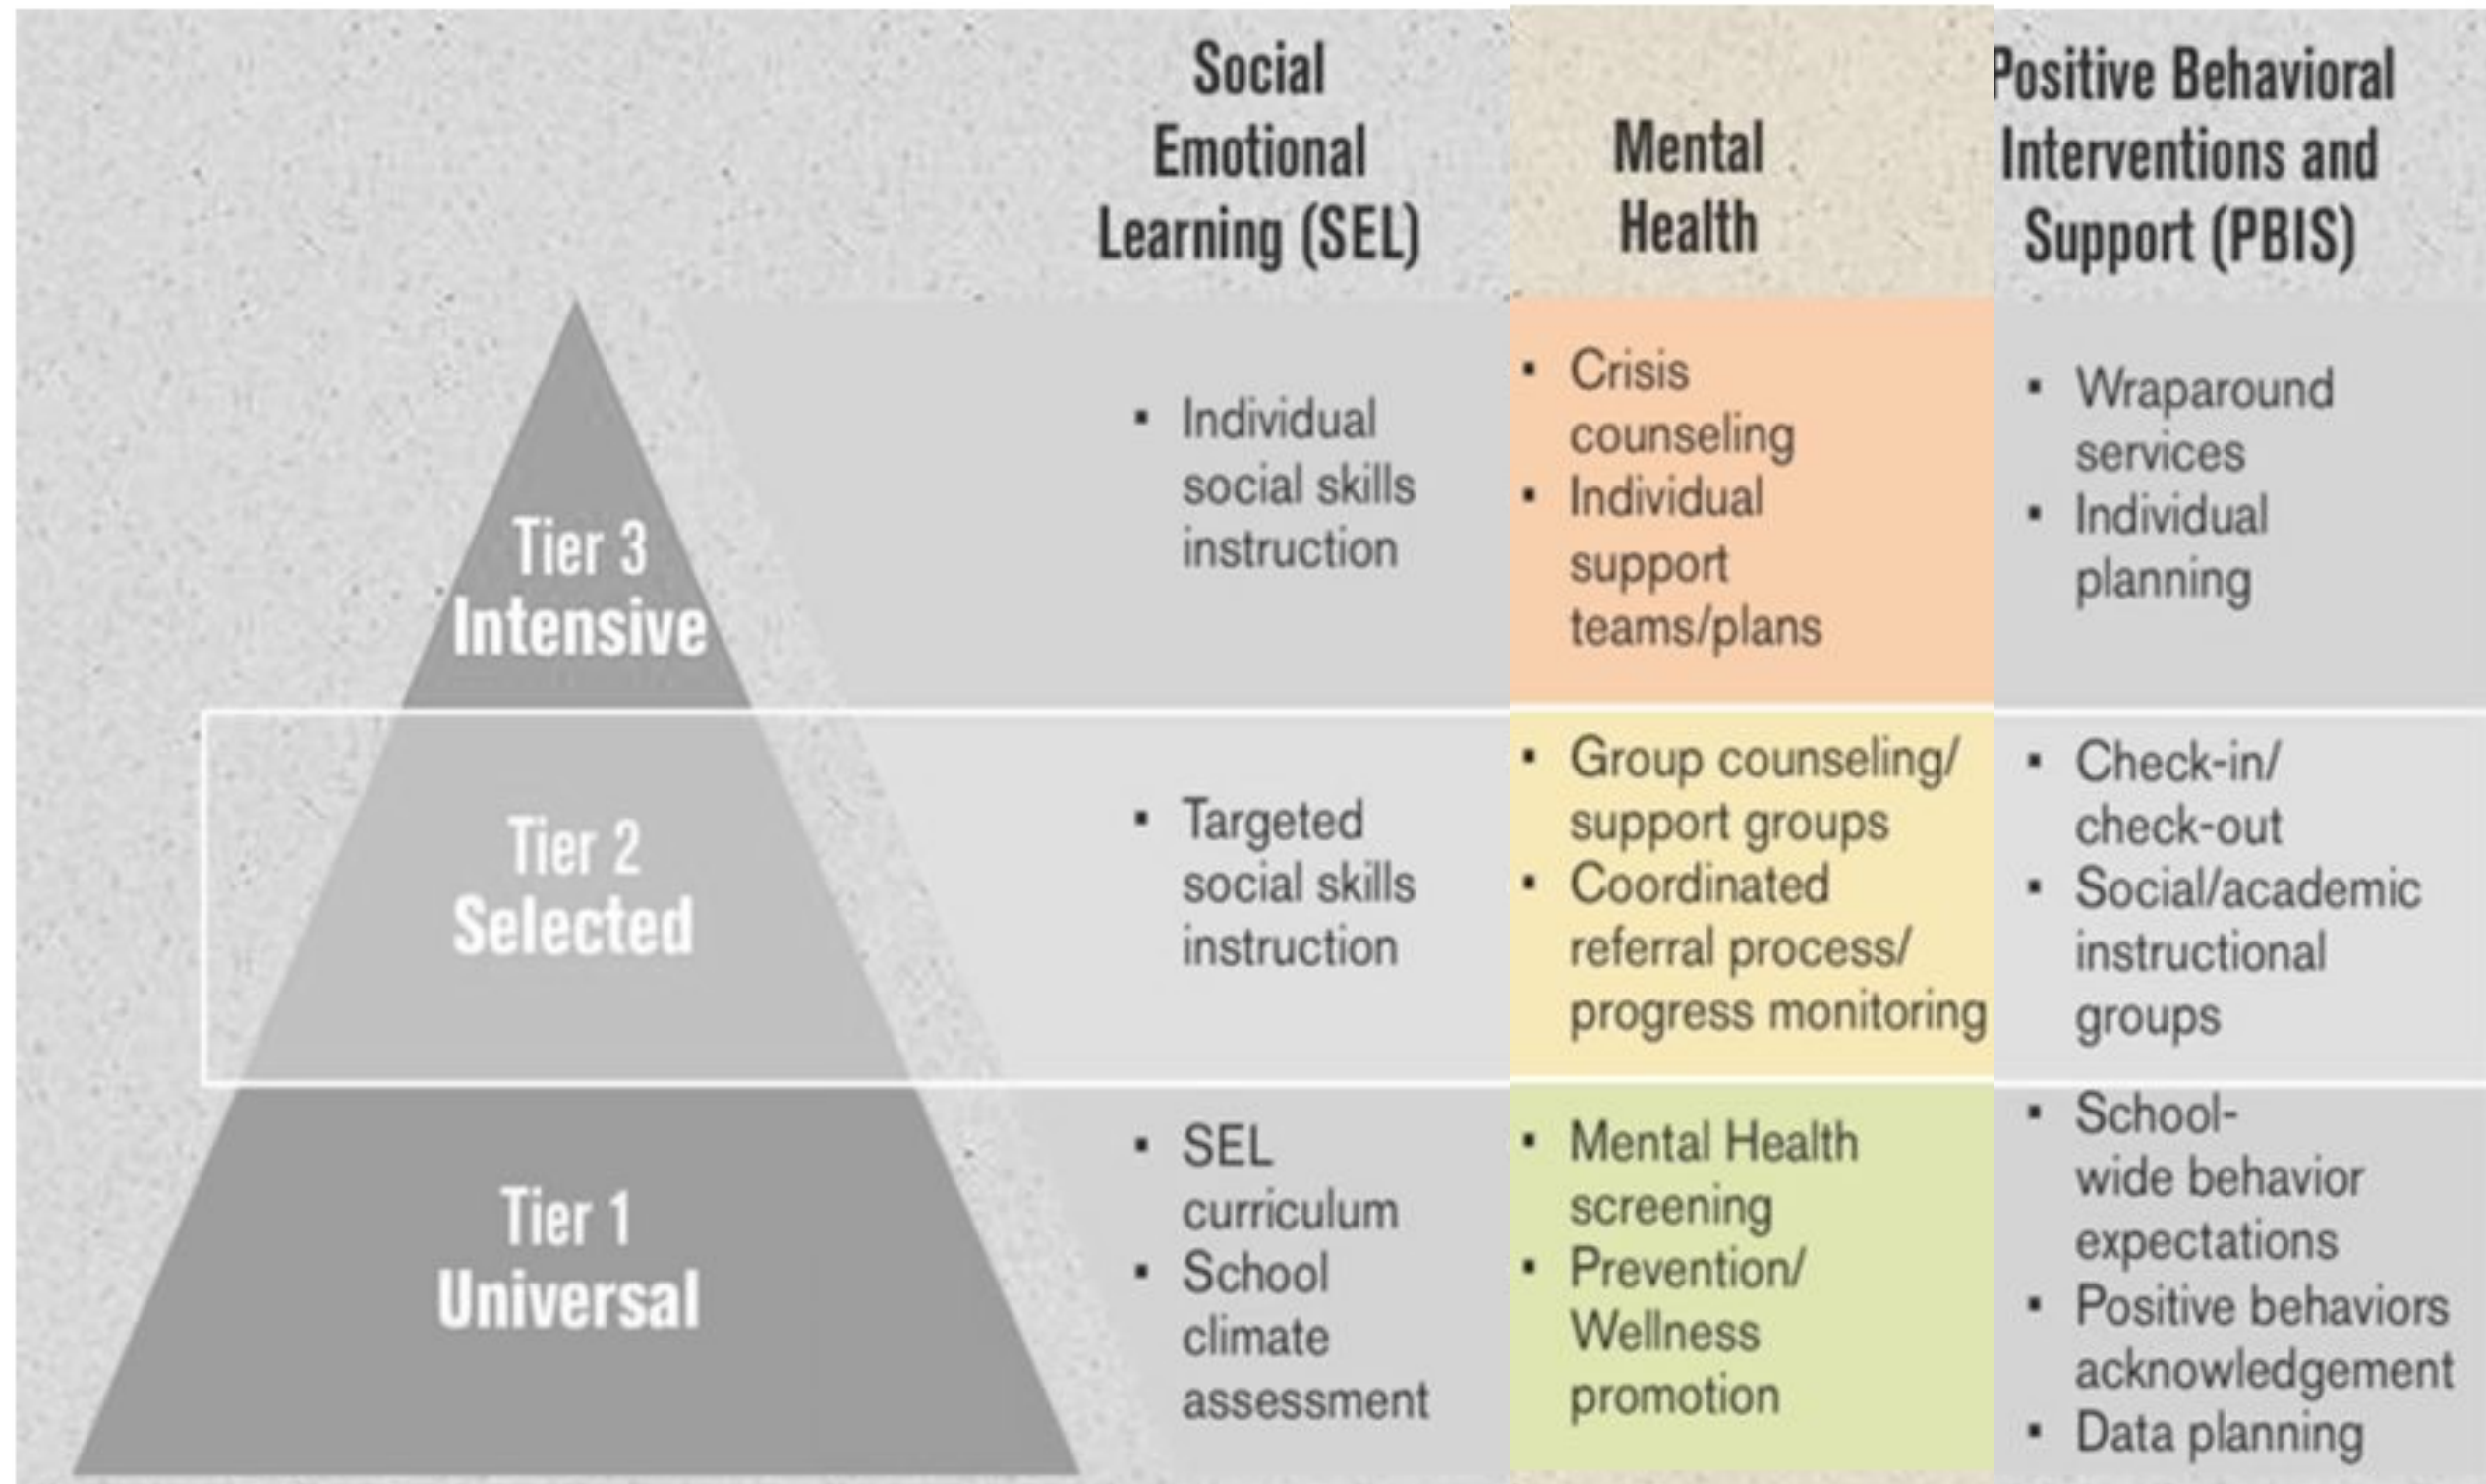 Social
Emotional
Learning (SEL)
Mental
Health
Positive Behavioral
Interventions and
Support (PBIS)
Tier 3
Intensive
▪ Individual
social skills
instruction
▪ Crisis
counseling
▪ Individual
support
teams/plans
▪ Wraparound
services
▪ Individual
planning
Tier 2
Selected
▪ Targeted
social skills
instruction
▪ Group counseling/
support groups
▪ Coordinated
referral process/
progress monitoring
▪ Check-in/
check-out
▪ Social/academic
instructional
groups
Tier 1
Universal
▪ SEL
curriculum
▪ School
climate
assessment
▪ Mental Health
screening
▪ Prevention/
Wellness
promotion
▪ School-
wide behavior
expectations
▪ Positive behaviors
acknowledgement
▪ Data planning